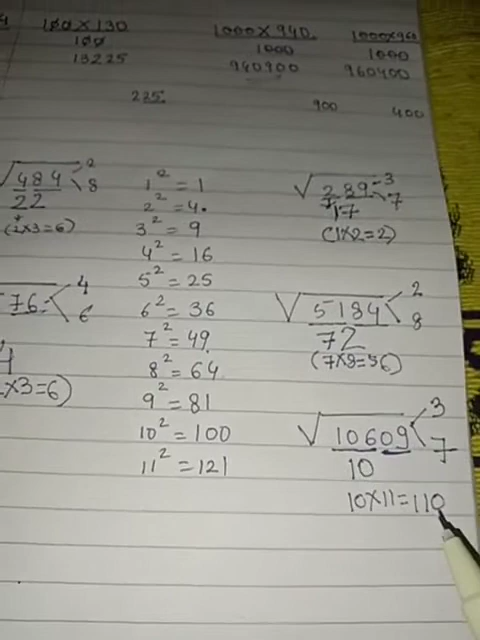 100 × 130
100
13225
1000 × 940
1000
940900
1000×96
1000
960400
225
900
400
√484 2
8
22
(2×3=6)
76 4
6
×3=6)
1² = 1
2² = 4
3² = 9
4² = 16
5² = 25
6² = 36
7² = 49
8² = 64
9² = 81
10² = 100
11² = 121
√289 3
7
17
(1×2=2)
√5184 2
8
72
(7×8=56)
√10609 3
7
10
10×11=110